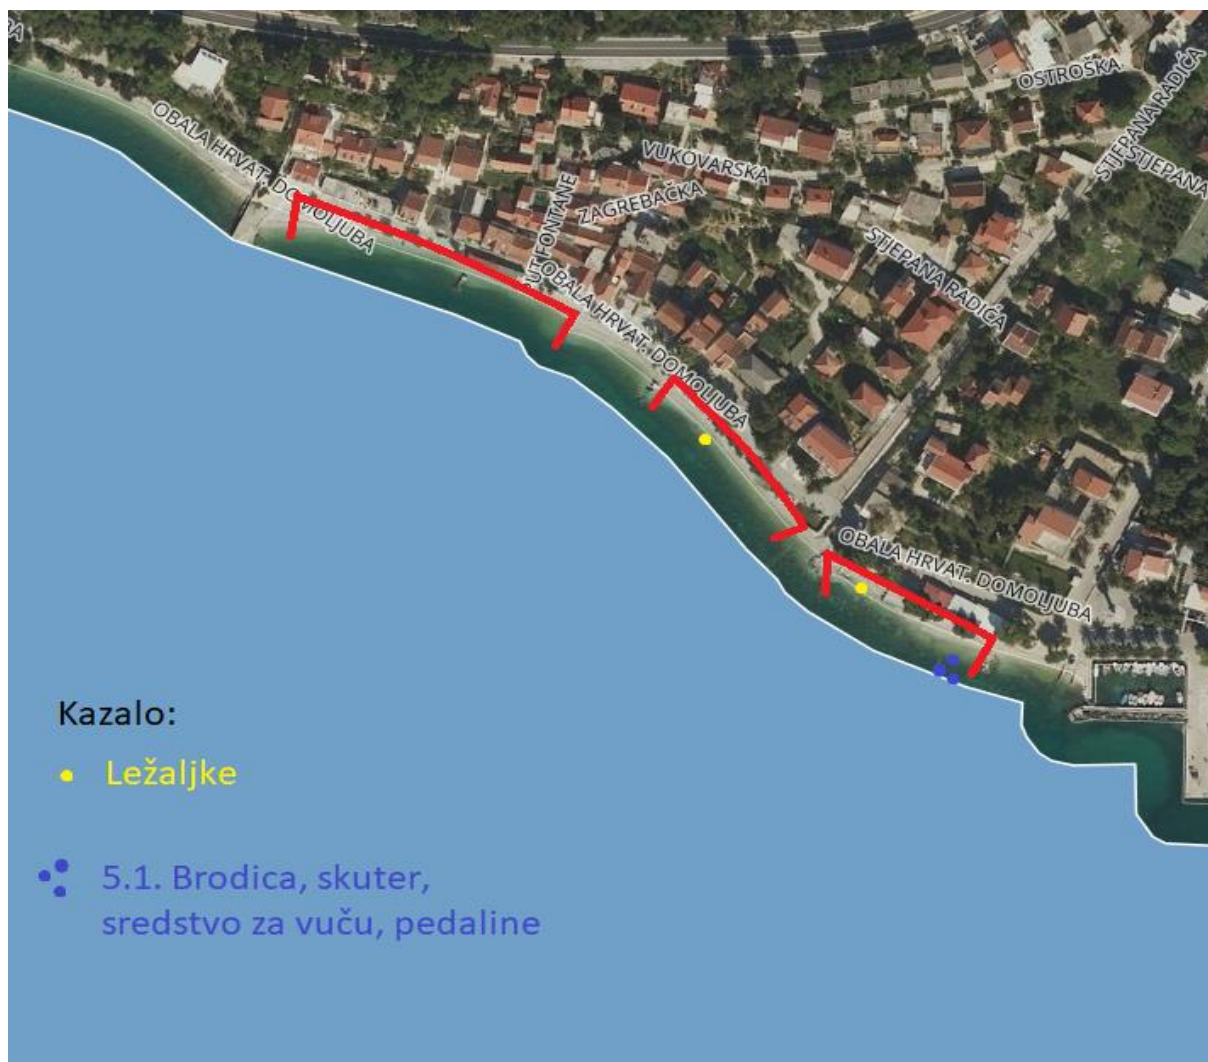 OSTROŠKA
STJEPANA RADIĆA
STJEPANA
OBALA HRVAT. DOMOLJUBA
VUKOVARSKA
ZAGREBAČKA
PUT FONTANE
STJEPANA RADIĆA
OBALA HRVAT. DOMOLJUBA
OBALA HRVAT. DOMOLJUBA
Kazalo:
Ležaljke
5.1. Brodica, skuter,
sredstvo za vuču, pedaline